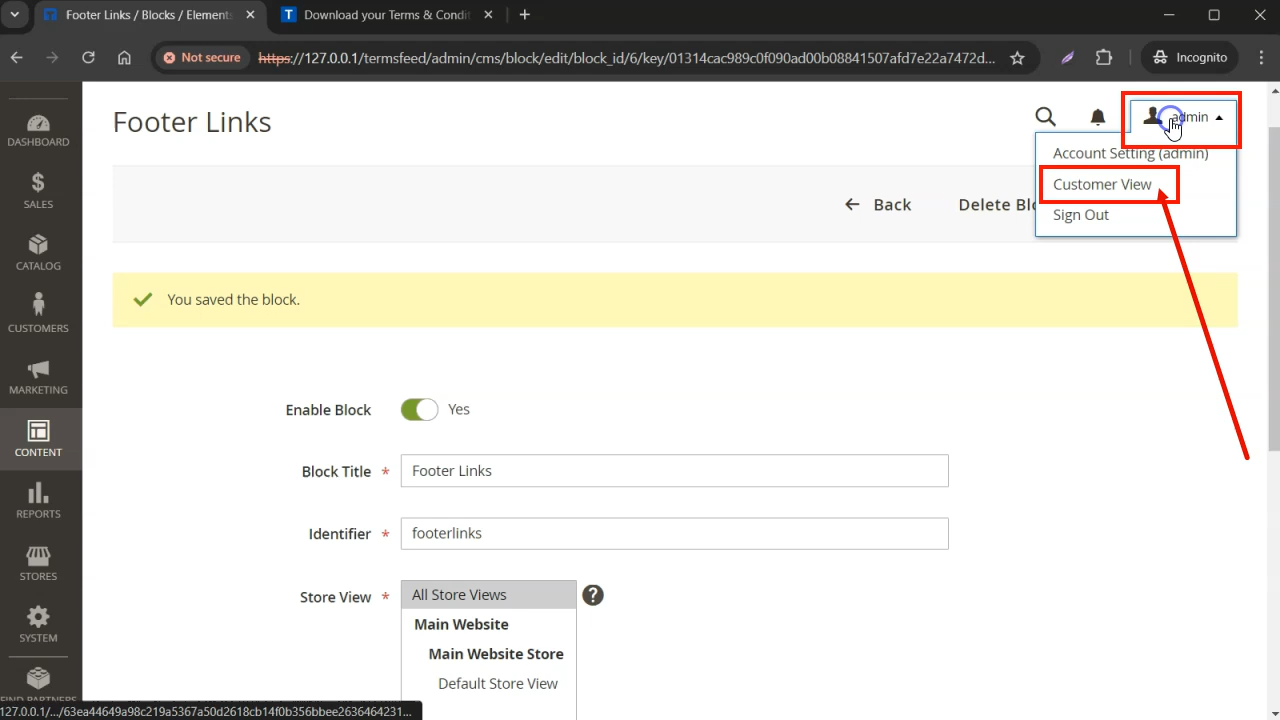 Footer Links / Blocks / Elements
Download your Terms & Condit
Not secure
https://127.0.0.1/termsfeed/admin/cms/block/edit/block_id/6/key/01314cac989c0f090ad00b08841507afd7e22a7472d...
Incognito
DASHBOARD
SALES
CATALOG
CUSTOMERS
MARKETING
CONTENT
REPORTS
STORES
SYSTEM
FIND PARTNERS
Footer Links
admin
Account Setting (admin)
Customer View
Sign Out
Back
Delete Blo
You saved the block.
Enable Block
Yes
Block Title *
Footer Links
Identifier *
footerlinks
Store View *
All Store Views
?
Main Website
Main Website Store
Default Store View
127.0.0.1/.../63ea44649a98c219a5367a50d2618cb14f0b356bbee2636464231...